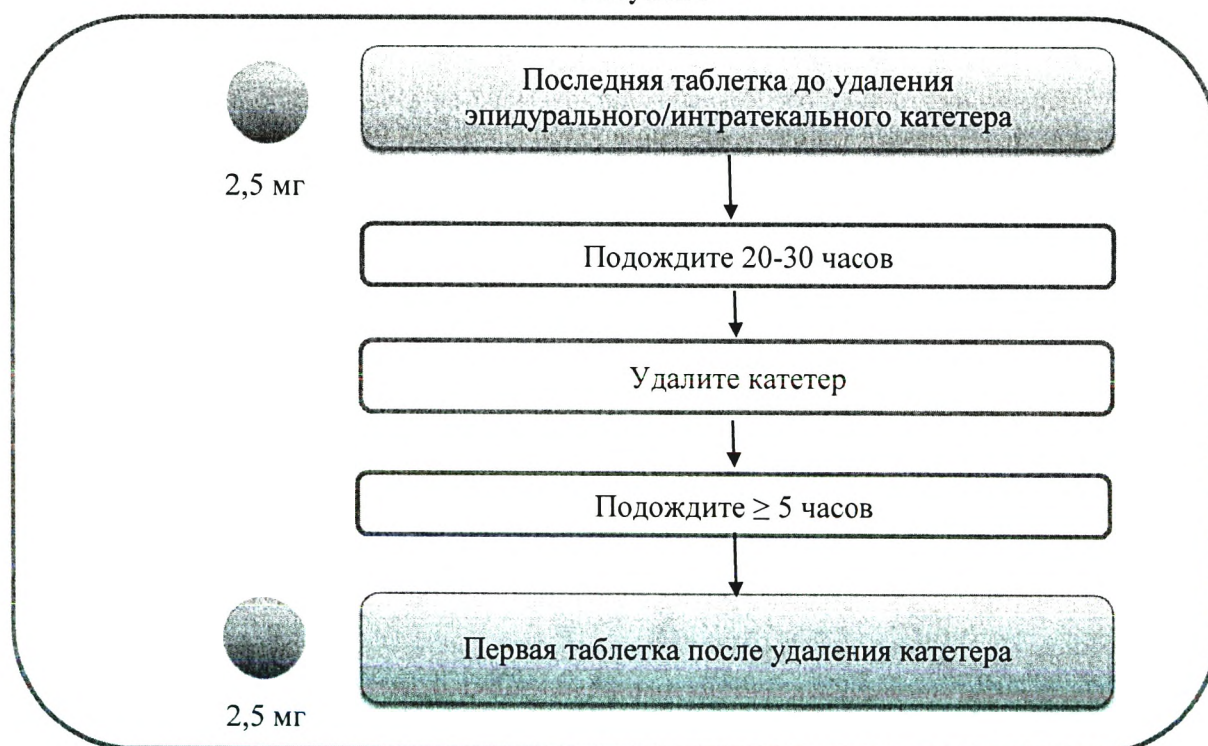 Последняя таблетка до удаления
эпидурального/интратекального катетера
2,5 мг
Подождите 20-30 часов
Удалите катетер
Подождите ≥ 5 часов
Первая таблетка после удаления катетера
2,5 мг